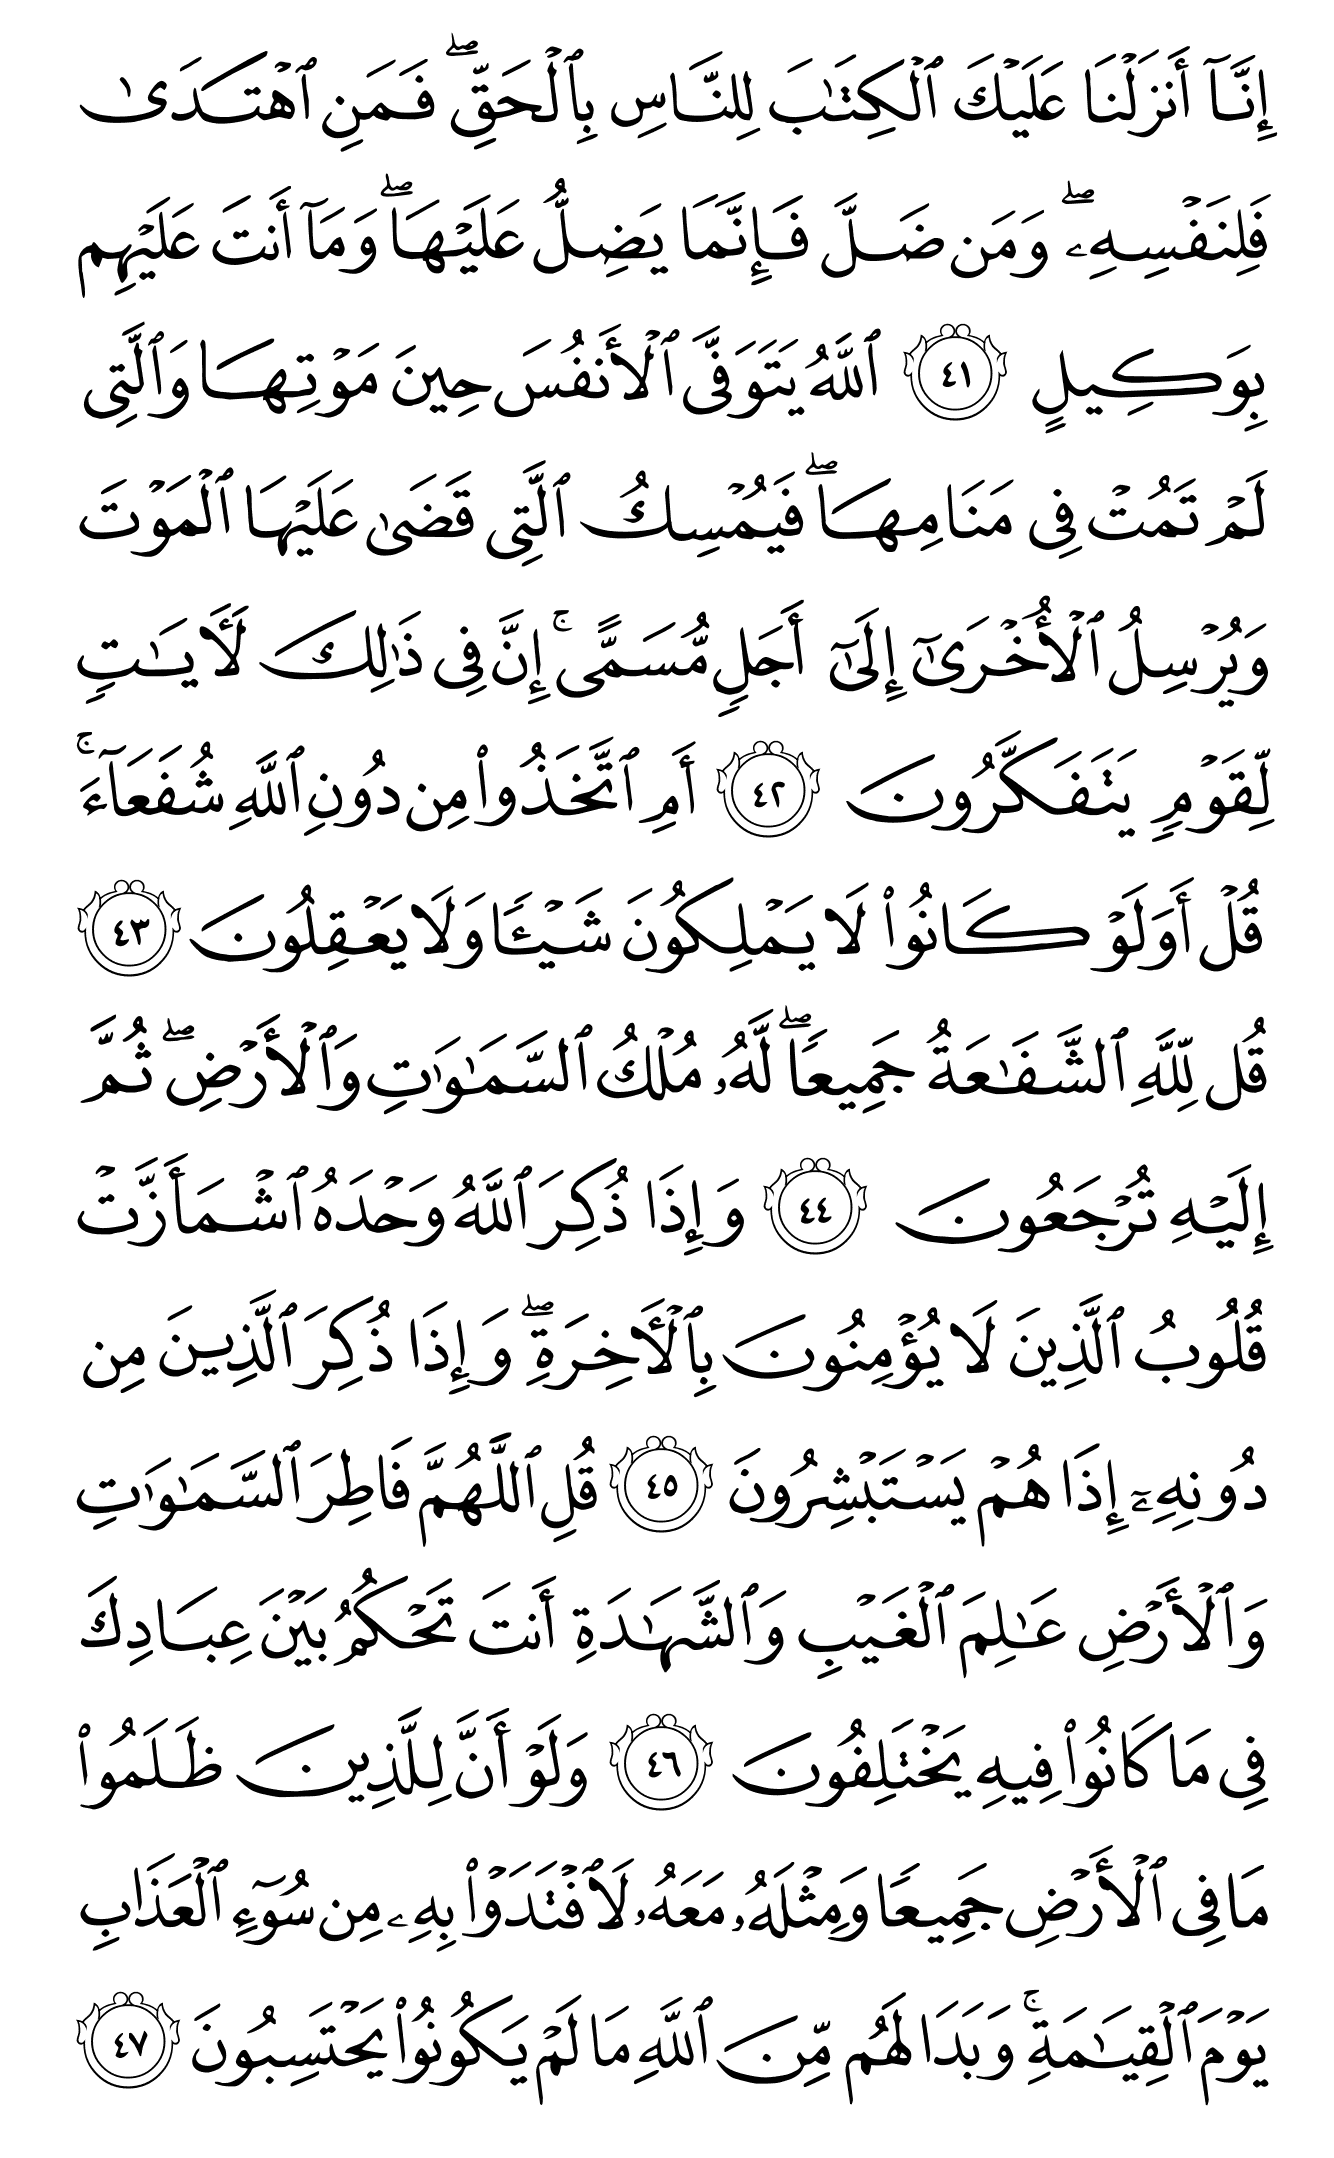 إِنَّآ أَنزَلۡنَا عَلَيۡكَ ٱلۡكِتَٰبَ لِلنَّاسِ بِٱلۡحَقِّۖ فَمَنِ ٱهۡتَدَىٰ
فَلِنَفۡسِهِۦۖ وَمَن ضَلَّ فَإِنَّمَا يَضِلُّ عَلَيۡهَاۖ وَمَآ أَنتَ عَلَيۡهِم
بِوَكِيلٍ ٤١ ٱللَّهُ يَتَوَفَّى ٱلۡأَنفُسَ حِينَ مَوۡتِهَا وَٱلَّتِي
لَمۡ تَمُتۡ فِي مَنَامِهَاۖ فَيُمۡسِكُ ٱلَّتِي قَضَىٰ عَلَيۡهَا ٱلۡمَوۡتَ
وَيُرۡسِلُ ٱلۡأُخۡرَىٰٓ إِلَىٰٓ أَجَلٖ مُّسَمًّىۚ إِنَّ فِي ذَٰلِكَ لَأٓيَٰتٖ
لِّقَوۡمٖ يَتَفَكَّرُونَ ٤٢ أَمِ ٱتَّخَذُواْ مِن دُونِ ٱللَّهِ شُفَعَآءَۚ
قُلۡ أَوَلَوۡ كَانُواْ لَا يَمۡلِكُونَ شَيۡـٔٗا وَلَا يَعۡقِلُونَ ٤٣
قُل لِّلَّهِ ٱلشَّفَٰعَةُ جَمِيعٗاۖ لَّهُۥ مُلۡكُ ٱلسَّمَٰوَٰتِ وَٱلۡأَرۡضِۖ ثُمَّ
إِلَيۡهِ تُرۡجَعُونَ ٤٤ وَإِذَا ذُكِرَ ٱللَّهُ وَحۡدَهُ ٱشۡمَأَزَّتۡ
قُلُوبُ ٱلَّذِينَ لَا يُؤۡمِنُونَ بِٱلۡأٓخِرَةِۖ وَإِذَا ذُكِرَ ٱلَّذِينَ مِن
دُونِهِۦٓ إِذَا هُمۡ يَسۡتَبۡشِرُونَ ٤٥ قُلِ ٱللَّهُمَّ فَاطِرَ ٱلسَّمَٰوَٰتِ
وَٱلۡأَرۡضِ عَٰلِمَ ٱلۡغَيۡبِ وَٱلشَّهَٰدَةِ أَنتَ تَحۡكُمُ بَيۡنَ عِبَادِكَ
فِي مَا كَانُواْ فِيهِ يَخۡتَلِفُونَ ٤٦ وَلَوۡ أَنَّ لِلَّذِينَ ظَلَمُواْ
مَا فِي ٱلۡأَرۡضِ جَمِيعٗا وَمِثۡلَهُۥ مَعَهُۥ لَٱفۡتَدَوۡاْ بِهِۦ مِن سُوٓءِ ٱلۡعَذَابِ
يَوۡمَ ٱلۡقِيَٰمَةِۚ وَبَدَا لَهُم مِّنَ ٱللَّهِ مَا لَمۡ يَكُونُواْ يَحۡتَسِبُونَ ٤٧